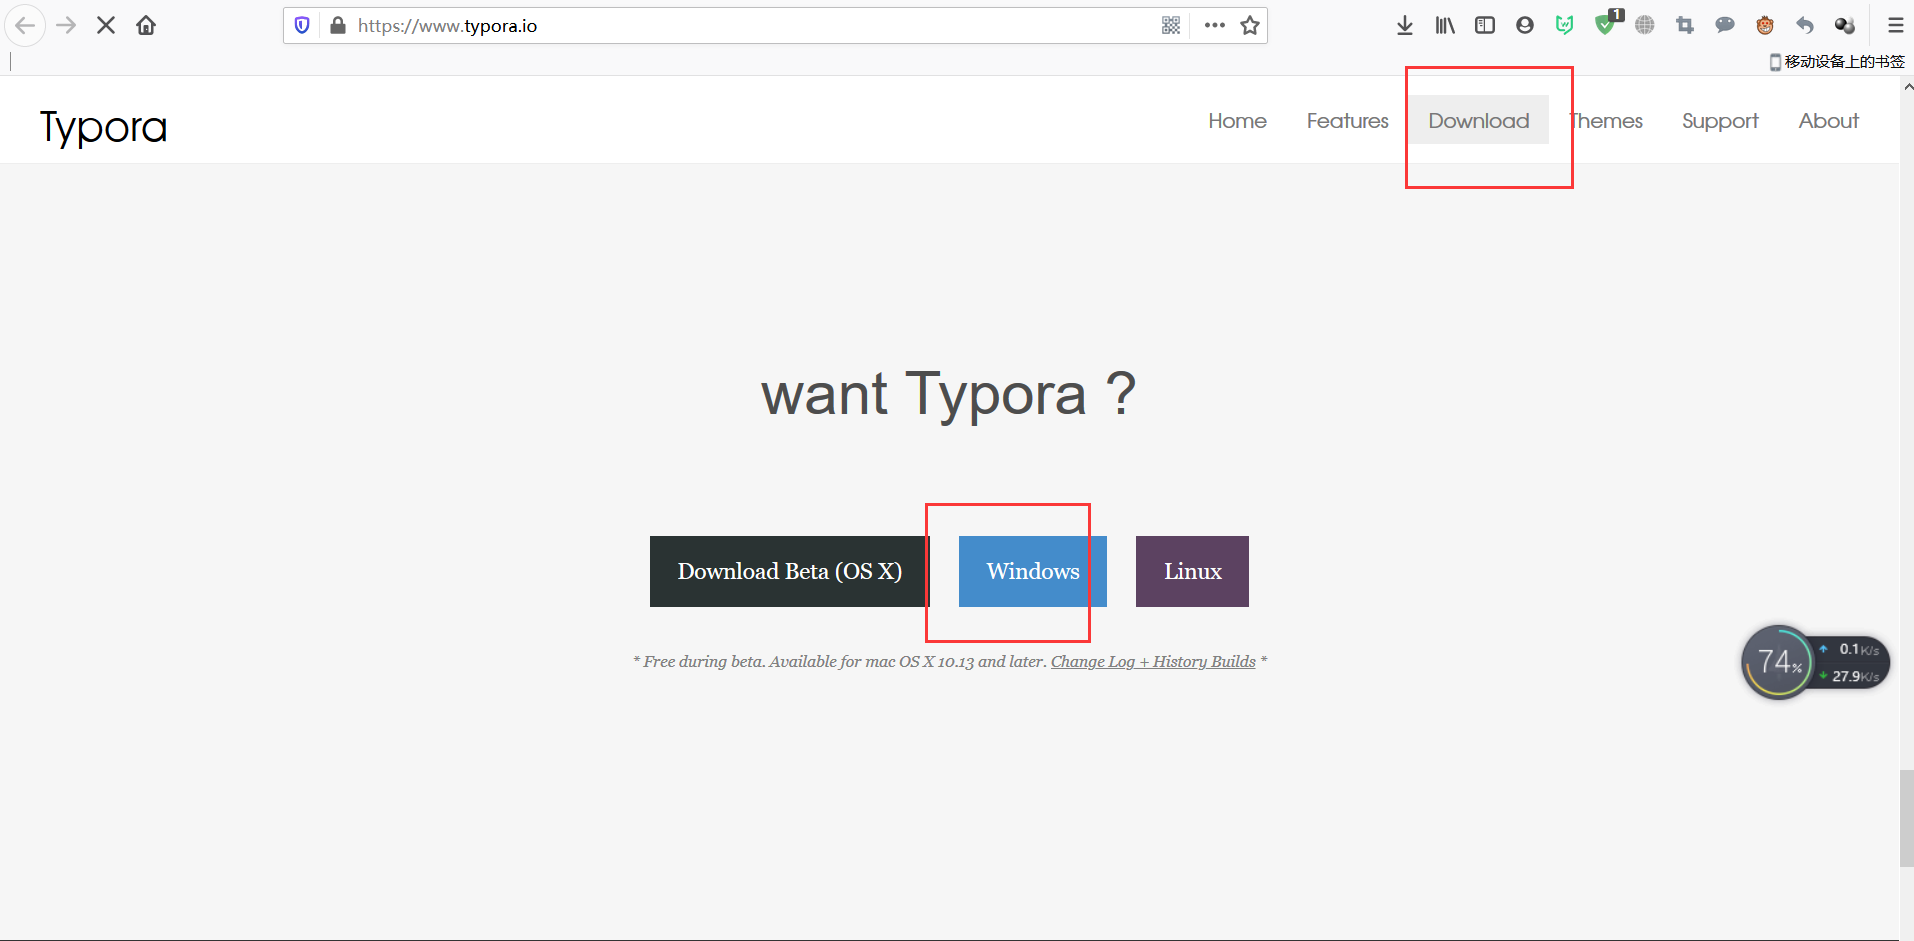 https://www.typora.io
1
移动设备上的书签
Typora
Home Features Download Themes Support About
want Typora ?
Download Beta (OS X) Windows Linux
* Free during beta. Available for mac OS X 10.13 and later. Change Log + History Builds *
74%
0.1K/s
27.9K/s